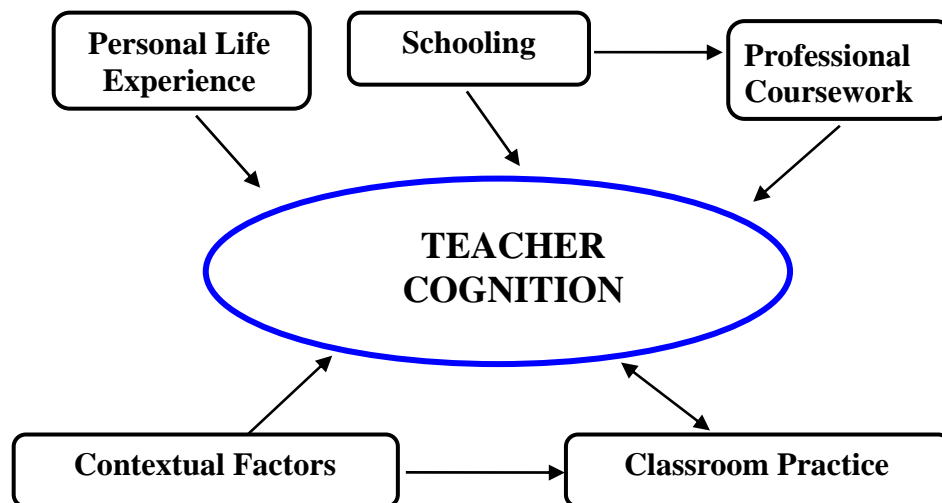 Personal Life
Experience
Schooling
Professional
Coursework
TEACHER
COGNITION
Contextual Factors
Classroom Practice